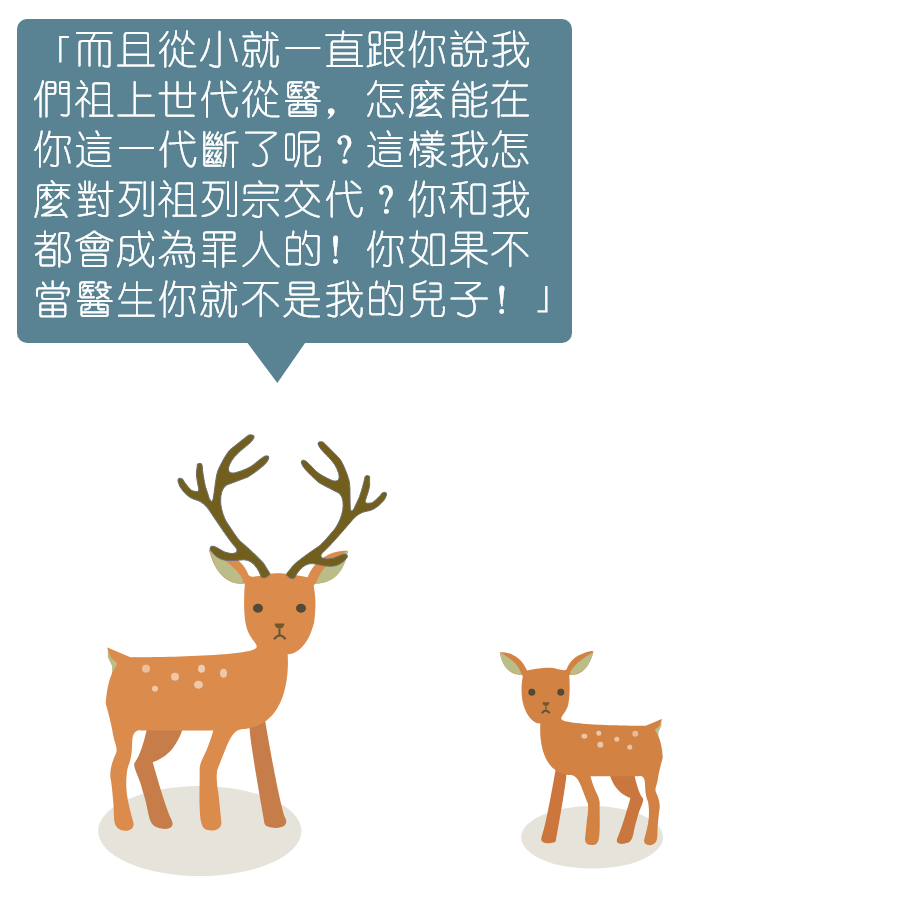 「而且從小就一直跟你說我
們祖上世代從醫，怎麼能在
你這一代斷了呢？這樣我怎
麼對列祖列宗交代？你和我
都會成為罪人的！你如果不
當醫生你就不是我的兒子！」